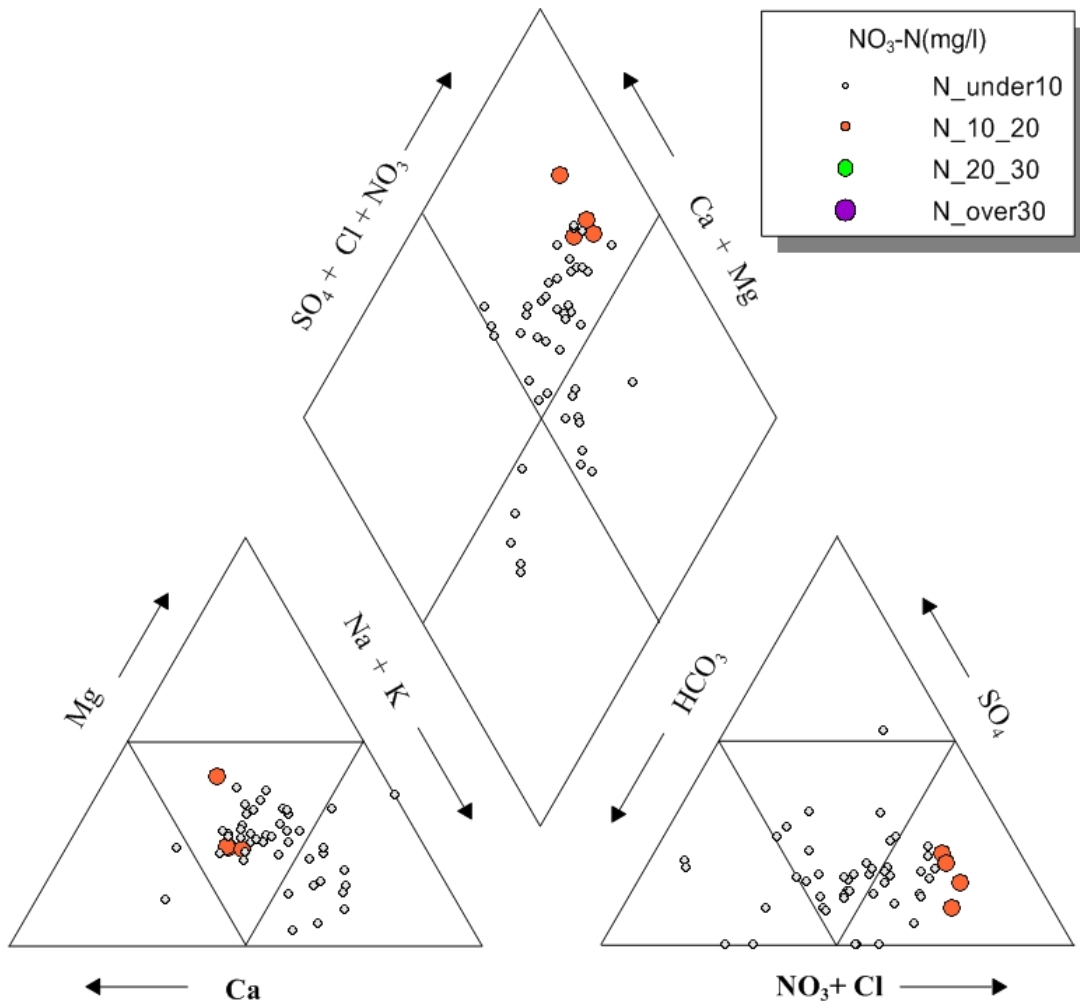 NO₃-N(mg/l)
N_under10
N_10_20
N_20_30
N_over30
SO₄ + Cl + NO₃
Ca + Mg
Mg
Na + K
HCO₃
SO₄
Ca
NO₃+ Cl